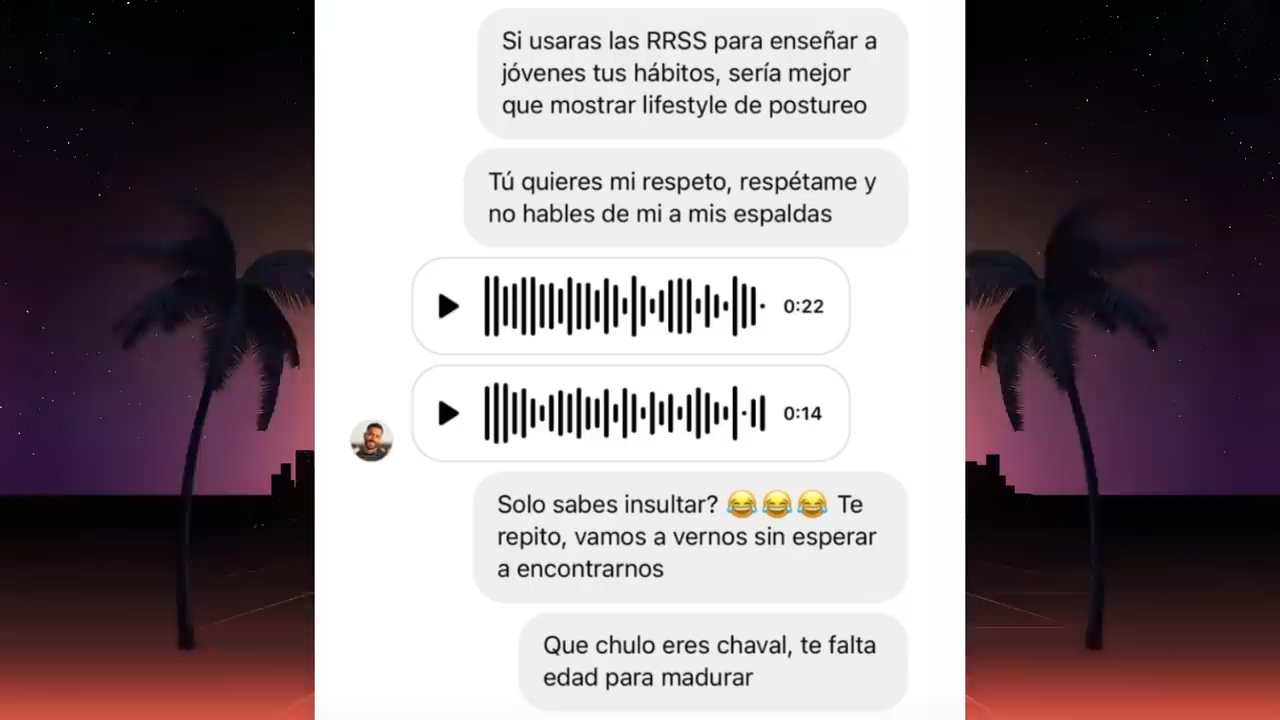 Si usaras las RRSS para enseñar a
jóvenes tus hábitos, sería mejor
que mostrar lifestyle de postureo
Tú quieres mi respeto, respétame y
no hables de mi a mis espaldas
0:22
0:14
Solo sabes insultar? 😂😂😂 Te
repito, vamos a vernos sin esperar
a encontrarnos
Que chulo eres chaval, te falta
edad para madurar